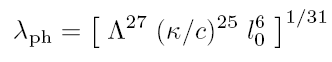 λ_ph = [ Λ^27 (κ/c)^25 l_0^6 ]^1/31